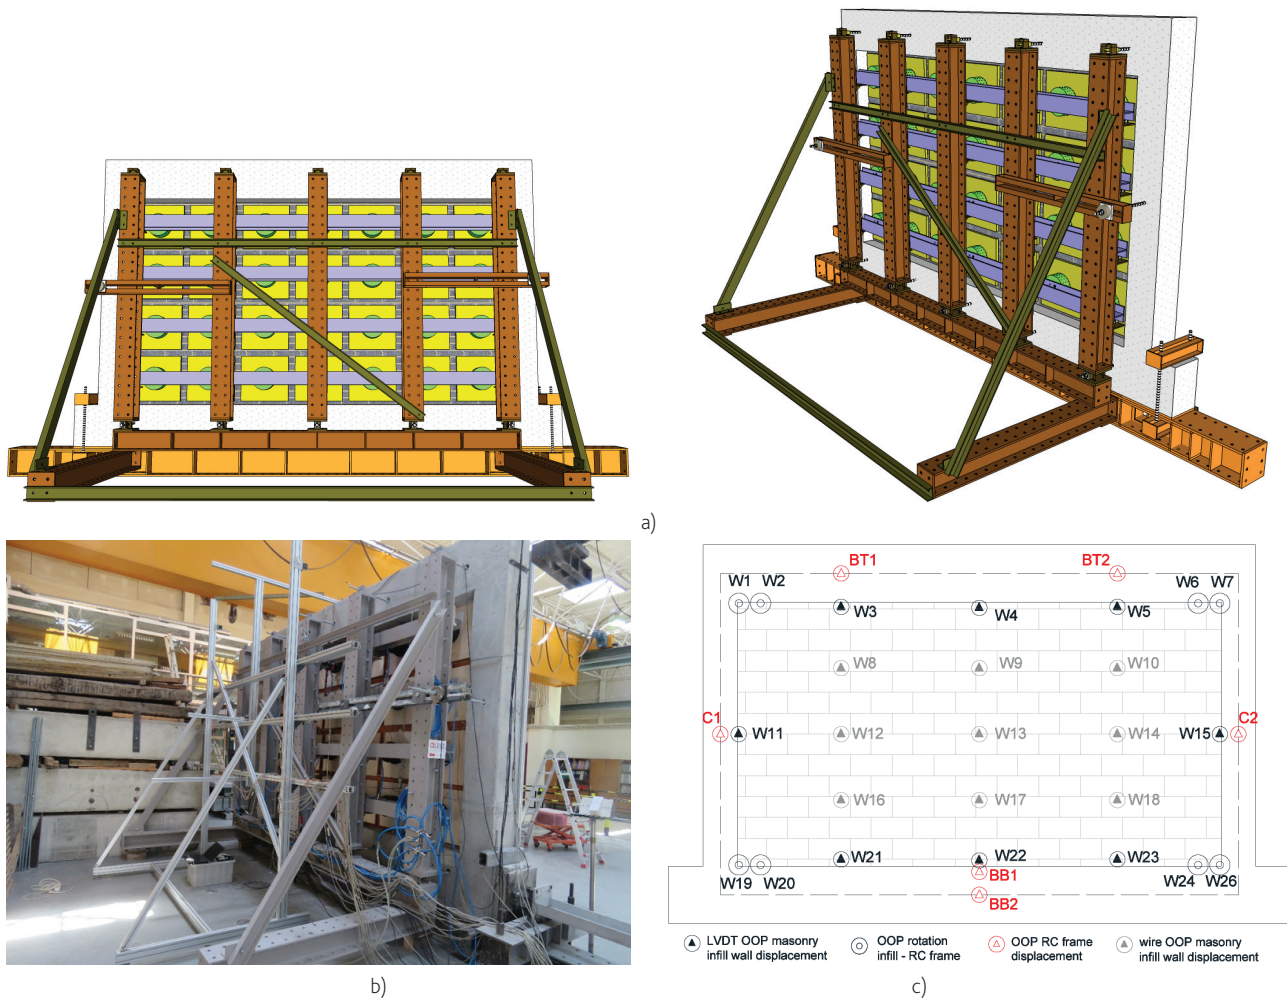 a)
BT1 BT2
W1 W2 W6 W7
W3 W4 W5
W8 W9 W10
C1 C2
W11 W12 W13 W14 W15
W16 W17 W18
W21 W22 W23
BB1
W19 W20 W24 W26
BB2
LVDT OOP masonry
infill wall displacement
OOP rotation
infill - RC frame
OOP RC frame
displacement
wire OOP masonry
infill wall displacement
b) c)